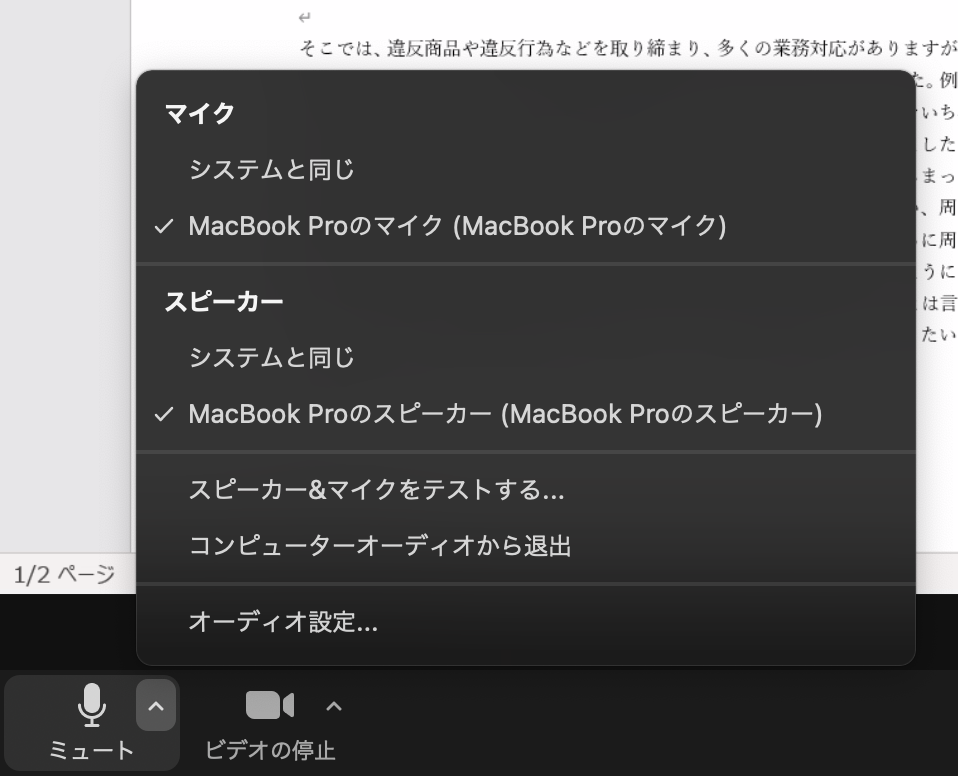 そこでは、違反商品や違反行為などを取り締まり、多くの業務対応がありますが
た。例
いち
した
まっ
、周
に周
うに
は言
たい
マイク
システムと同じ
✓ MacBook Proのマイク (MacBook Proのマイク)
スピーカー
システムと同じ
✓ MacBook Proのスピーカー (MacBook Proのスピーカー)
スピーカー&マイクをテストする...
コンピューターオーディオから退出
オーディオ設定...
1/2 ページ
ミュート
ビデオの停止